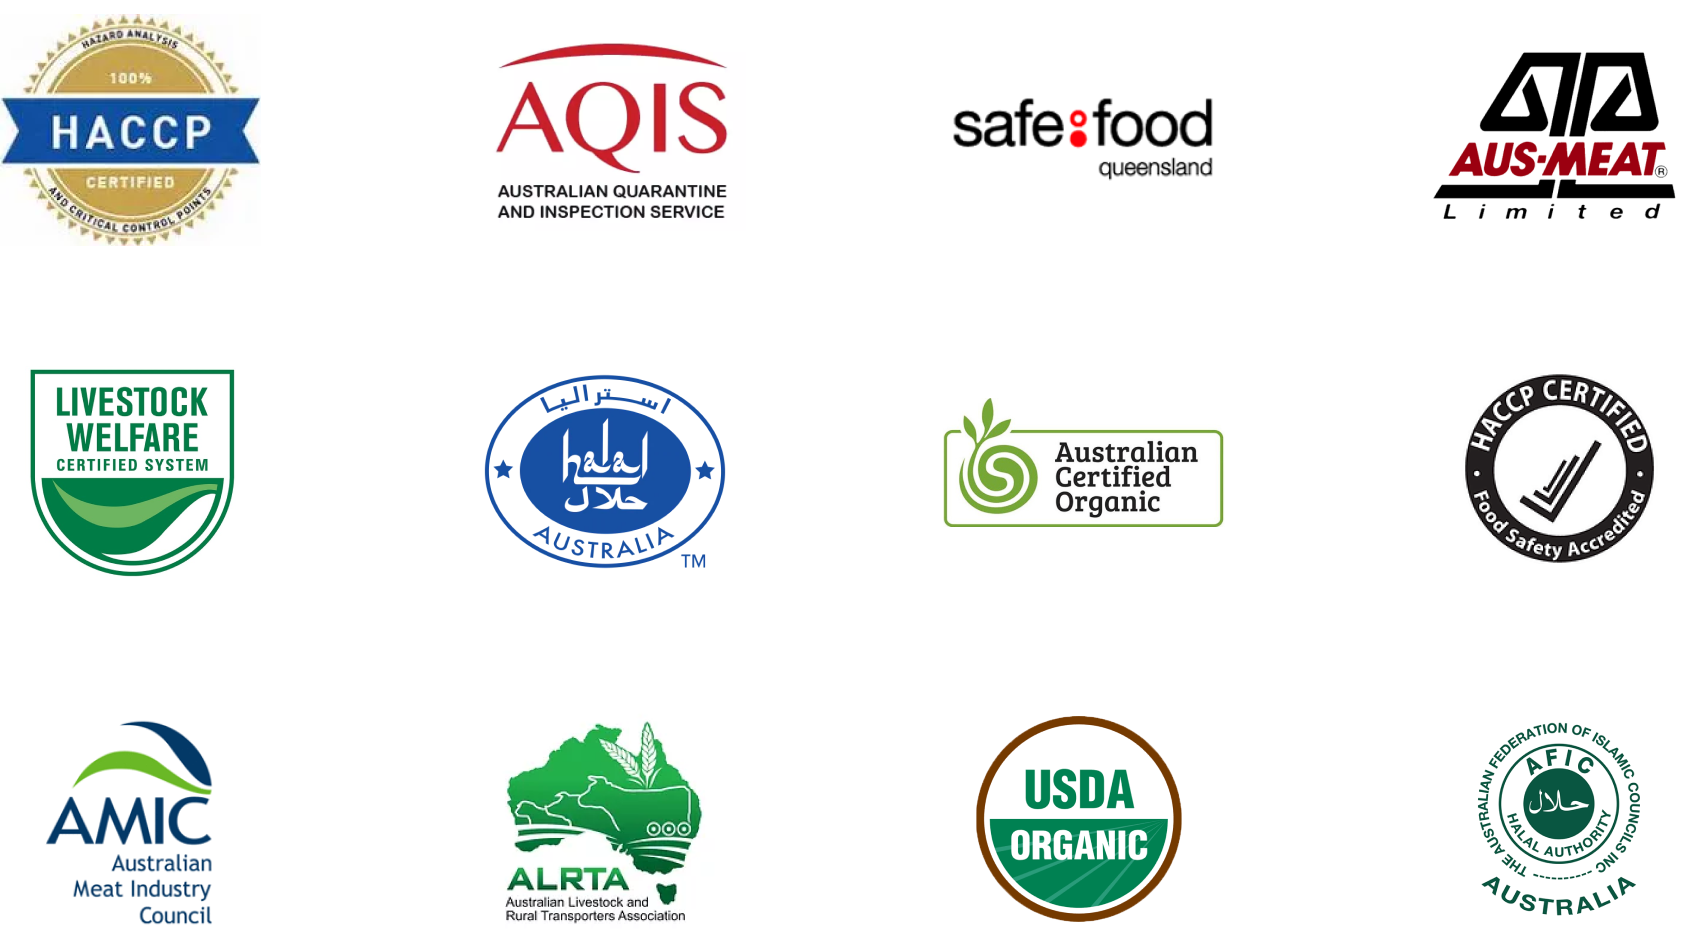 HAZARD ANALYSIS
100%
HACCP
CERTIFIED
AND CRITICAL CONTROL POINTS
AQIS
AUSTRALIAN QUARANTINE
AND INSPECTION SERVICE
safe:food
queensland
AUS-MEAT®
Limited
LIVESTOCK
WELFARE
CERTIFIED SYSTEM
استراليا
halal
حلال
AUSTRALIA
TM
Australian
Certified
Organic
HACCP CERTIFIED
Food Safety Accredited
AMIC
Australian
Meat Industry
Council
ALRTA
Australian Livestock and
Rural Transporters Association
USDA
ORGANIC
THE AUSTRALIAN FEDERATION OF ISLAMIC COUNCILS INC
AFIC
حلال
HALAL AUTHORITY
AUSTRALIA